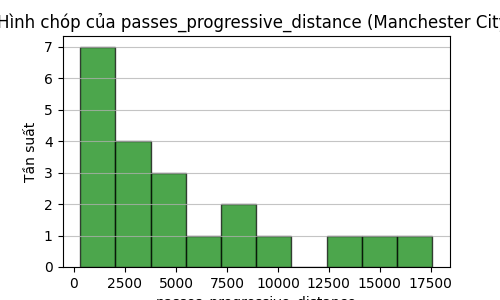 Hình chóp của passes_progressive_distance (Manchester Cit
Tần suất
7
6
5
4
3
2
1
0
0 2500 5000 7500 10000 12500 15000 17500
passes_progressive_distance